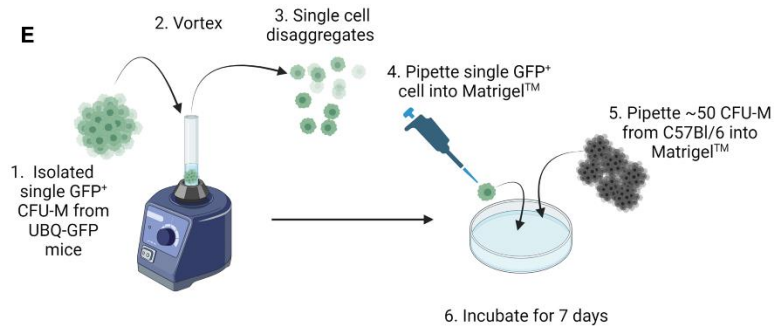 E
2. Vortex
3. Single cell
disaggregates
4. Pipette single GFP⁺
cell into Matrigel™
5. Pipette ~50 CFU-M
from C57Bl/6 into
Matrigel™
1. Isolated
single GFP⁺
CFU-M from
UBQ-GFP
mice
6. Incubate for 7 days